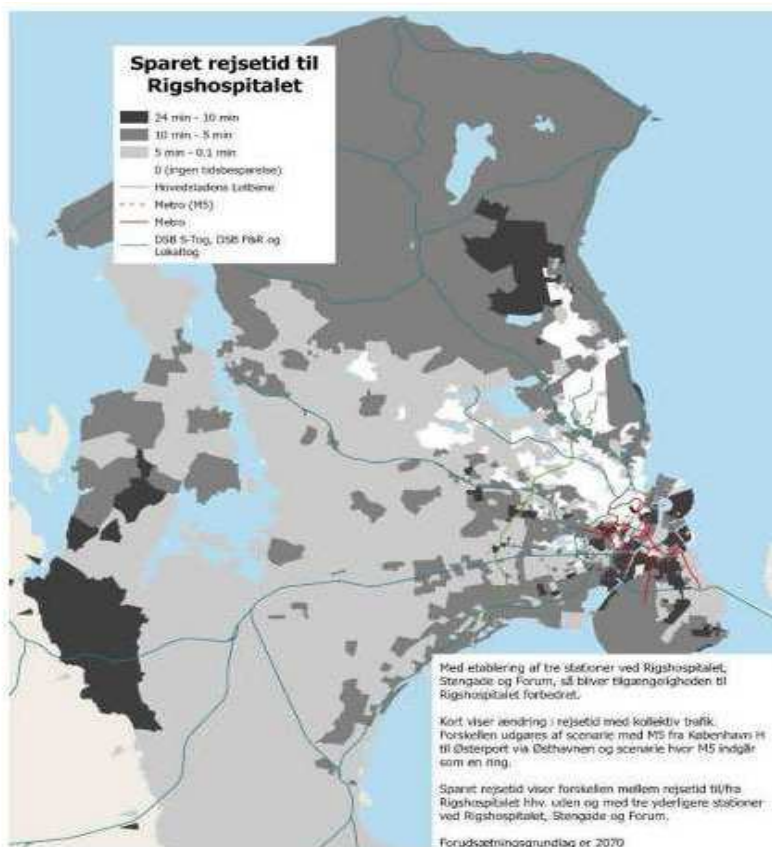 Sparet rejsetid til
Rigshospitalet
24 min - 10 min
10 min - 5 min
5 min - 0.1 min
0 (ingen tidsbesparelse)
Hovedstadens Letbane
Metro (M5)
Metro
DSB S-Tog, DSB F&R og
Lokaltog
Med etablering af tre stationer ved Rigshospitalet,
Stengade og Forum, så bliver tilgængeligheden til
Rigshospitalet forbedret.
Kort viser ændring i rejsetid med kollektiv trafik.
Forskellen udgøres af scenarie med M5 fra København H
til Østerport via Østhavnen og scenarie hvor M5 indgår
som en ring.
Sparet rejsetid viser forskellen mellem rejsetid til/fra
Rigshospitalet hhv. uden og med tre yderligere stationer
ved Rigshospitalet, Stengade og Forum.
Forudsætningsgrundlag er 2070